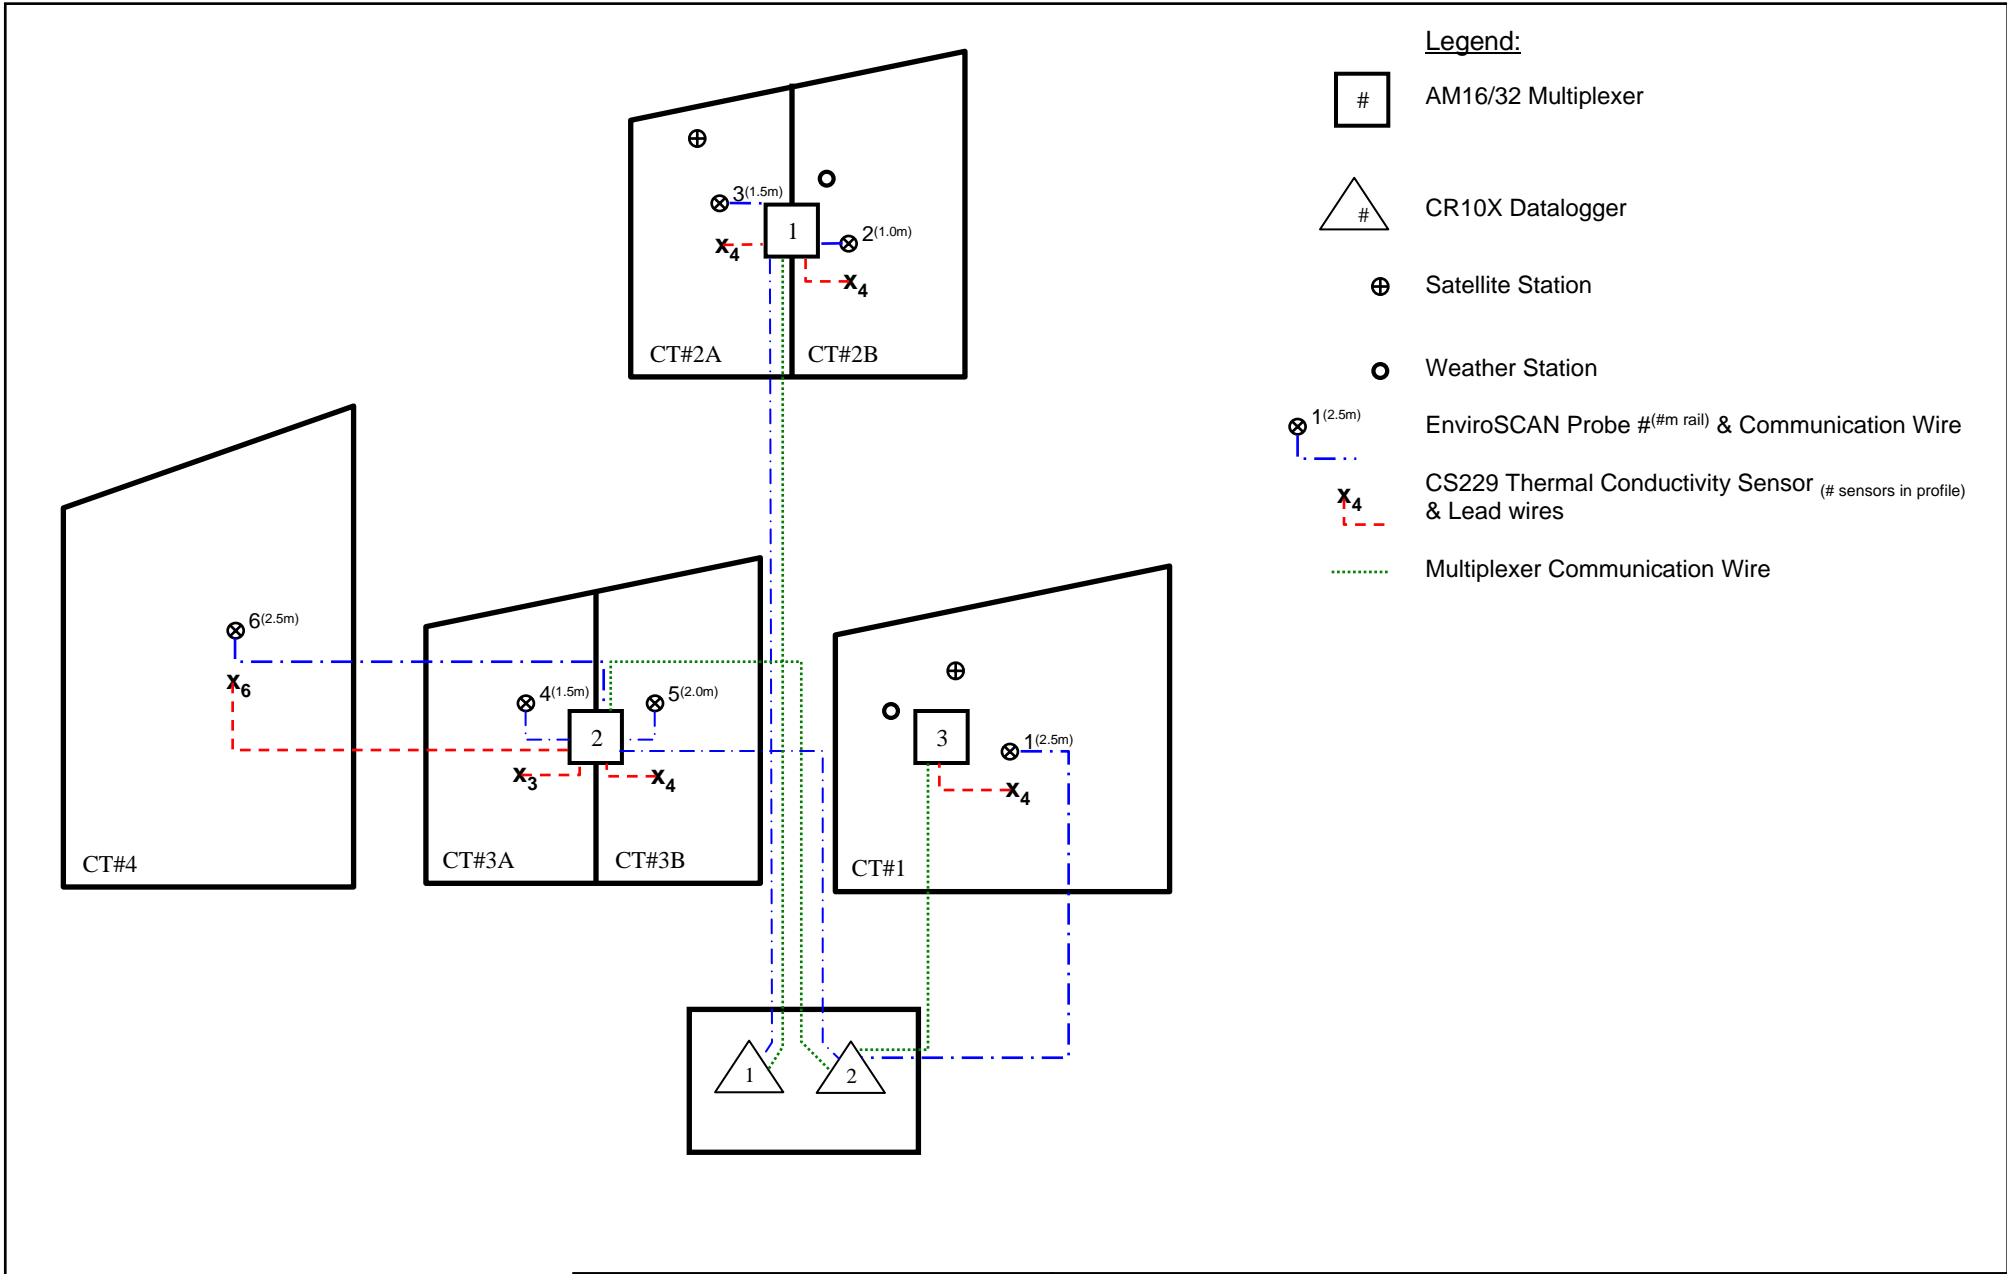 Legend:
# AM16/32 Multiplexer
# CR10X Datalogger
Satellite Station
Weather Station
1(2.5m) EnviroSCAN Probe #(#m rail) & Communication Wire
x4 CS229 Thermal Conductivity Sensor (# sensors in profile)
& Lead wires
Multiplexer Communication Wire
3(1.5m)
1
2(1.0m)
x4
x4
CT#2A
CT#2B
6(2.5m)
x6
CT#4
4(1.5m)
5(2.0m)
2
x3
x4
CT#3A
CT#3B
3
1(2.5m)
x4
CT#1
1
2